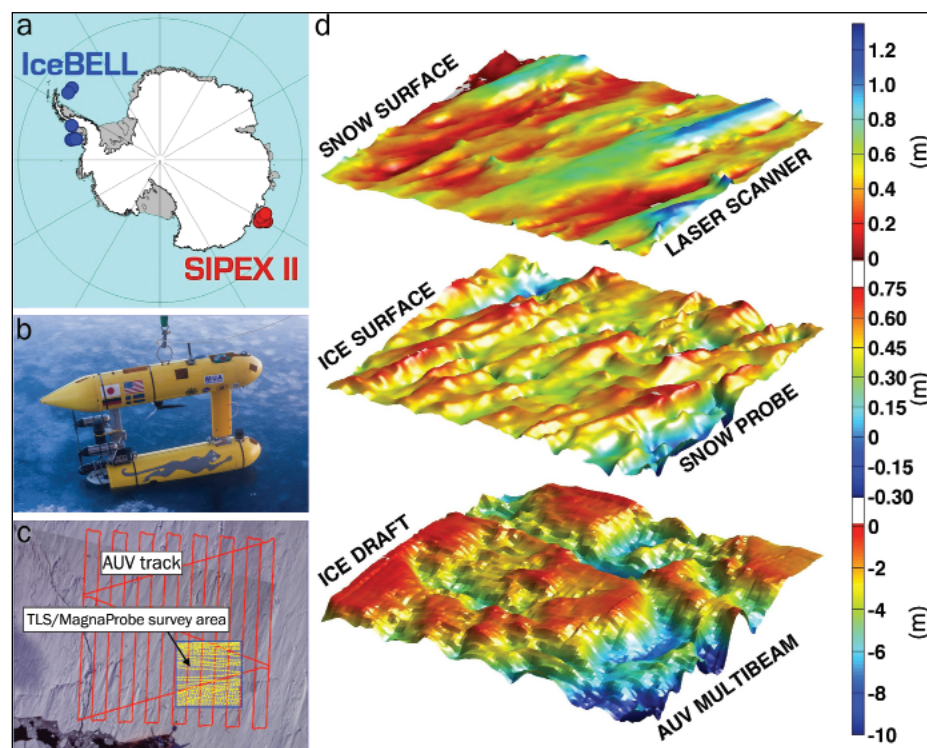 a
IceBELL
SIPEX II
b
c
AUV track
TLS/MagnaProbe survey area
d
SNOW SURFACE
LASER SCANNER
ICE SURFACE
SNOW PROBE
ICE DRAFT
AUV MULTIBEAM
1.2
1.0
0.8
0.6
0.4
0.2
0
(m)
0.75
0.60
0.45
0.30
0.15
0
-0.15
-0.30
(m)
0
-2
-4
-6
-8
-10
(m)